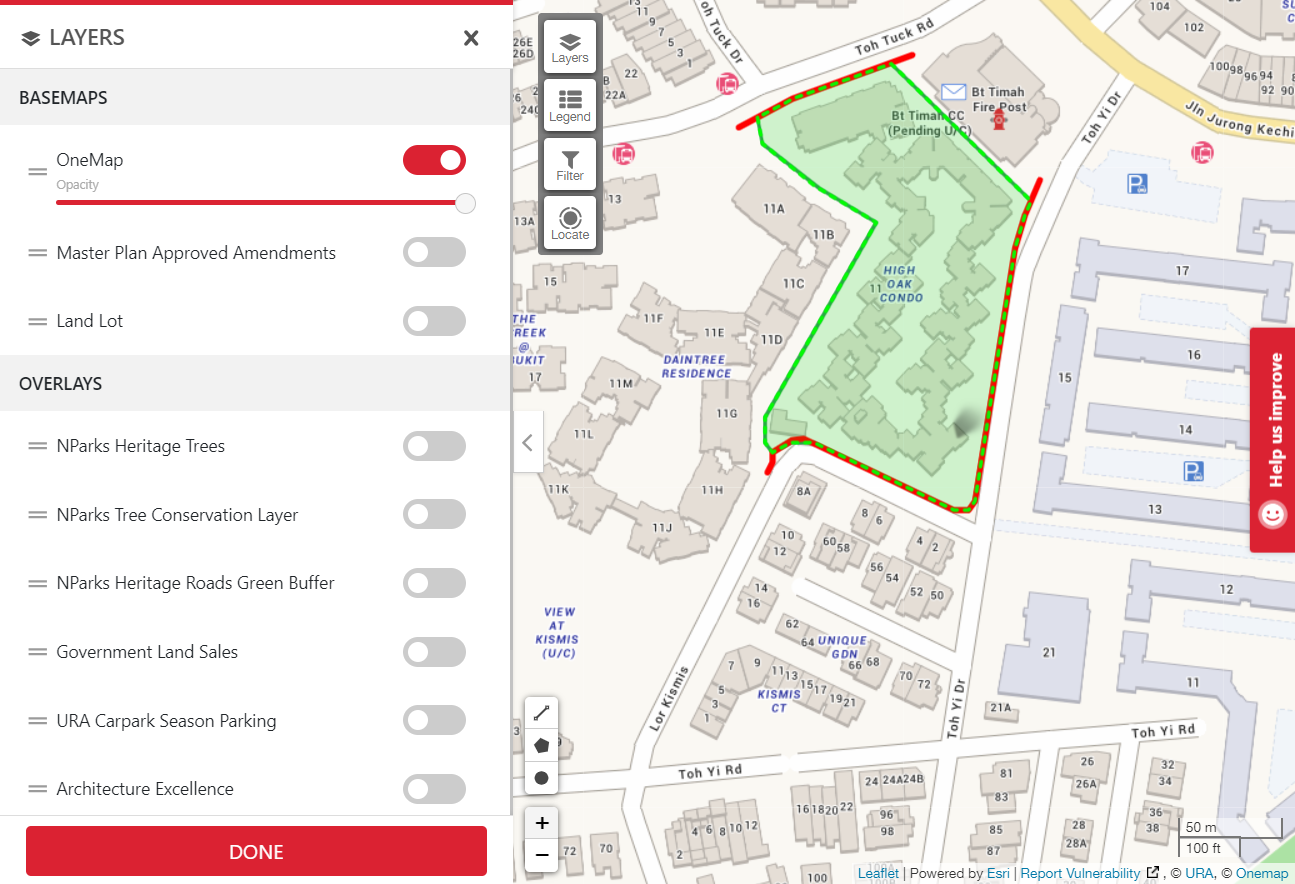 LAYERS
BASEMAPS
OneMap
Opacity
Master Plan Approved Amendments
Land Lot
OVERLAYS
NParks Heritage Trees
NParks Tree Conservation Layer
NParks Heritage Roads Green Buffer
Government Land Sales
URA Carpark Season Parking
Architecture Excellence
DONE
Layers
Legend
Filter
Locate
Toh Tuck Rd
oh Tuck Dr
Bt Timah
Fire Post
Bt Timah CC
(Pending U/C)
Toh Yi Dr
Jln Jurong Kechi
104
102
100
98
96
94
92
90
13
11
9
7
5
3
1
26E
26D
22
22A
26
24
13
13A
15
17
11A
11B
11C
11D
11E
11F
11G
11H
11J
11K
11L
11M
11
HIGH
OAK
CONDO
DAINTREE
RESIDENCE
THE
REEK
@
UKIT
17
16
15
14
13
12
11
21
21A
8A
8
6
4
2
10
12
60
58
56
54
52
50
14
16
62
64
66
68
70
72
UNIQUE
GDN
VIEW
AT
KISMIS
(U/C)
7
9
11
13
15
17
19
21
5
3
1
KISMIS
CT
Lor Kismis
Toh Yi Dr
Toh Yi Rd
Toh Yi Rd
24
24A
24B
16
18
20
22
96
98
81
83
85
87
26
26A
28
28A
32
34
36
38
2
4
6
8
10
12
72
70
100
+
−
50 m
100 ft
Help us improve
Leaflet | Powered by Esri | Report Vulnerability , © URA, © Onemap